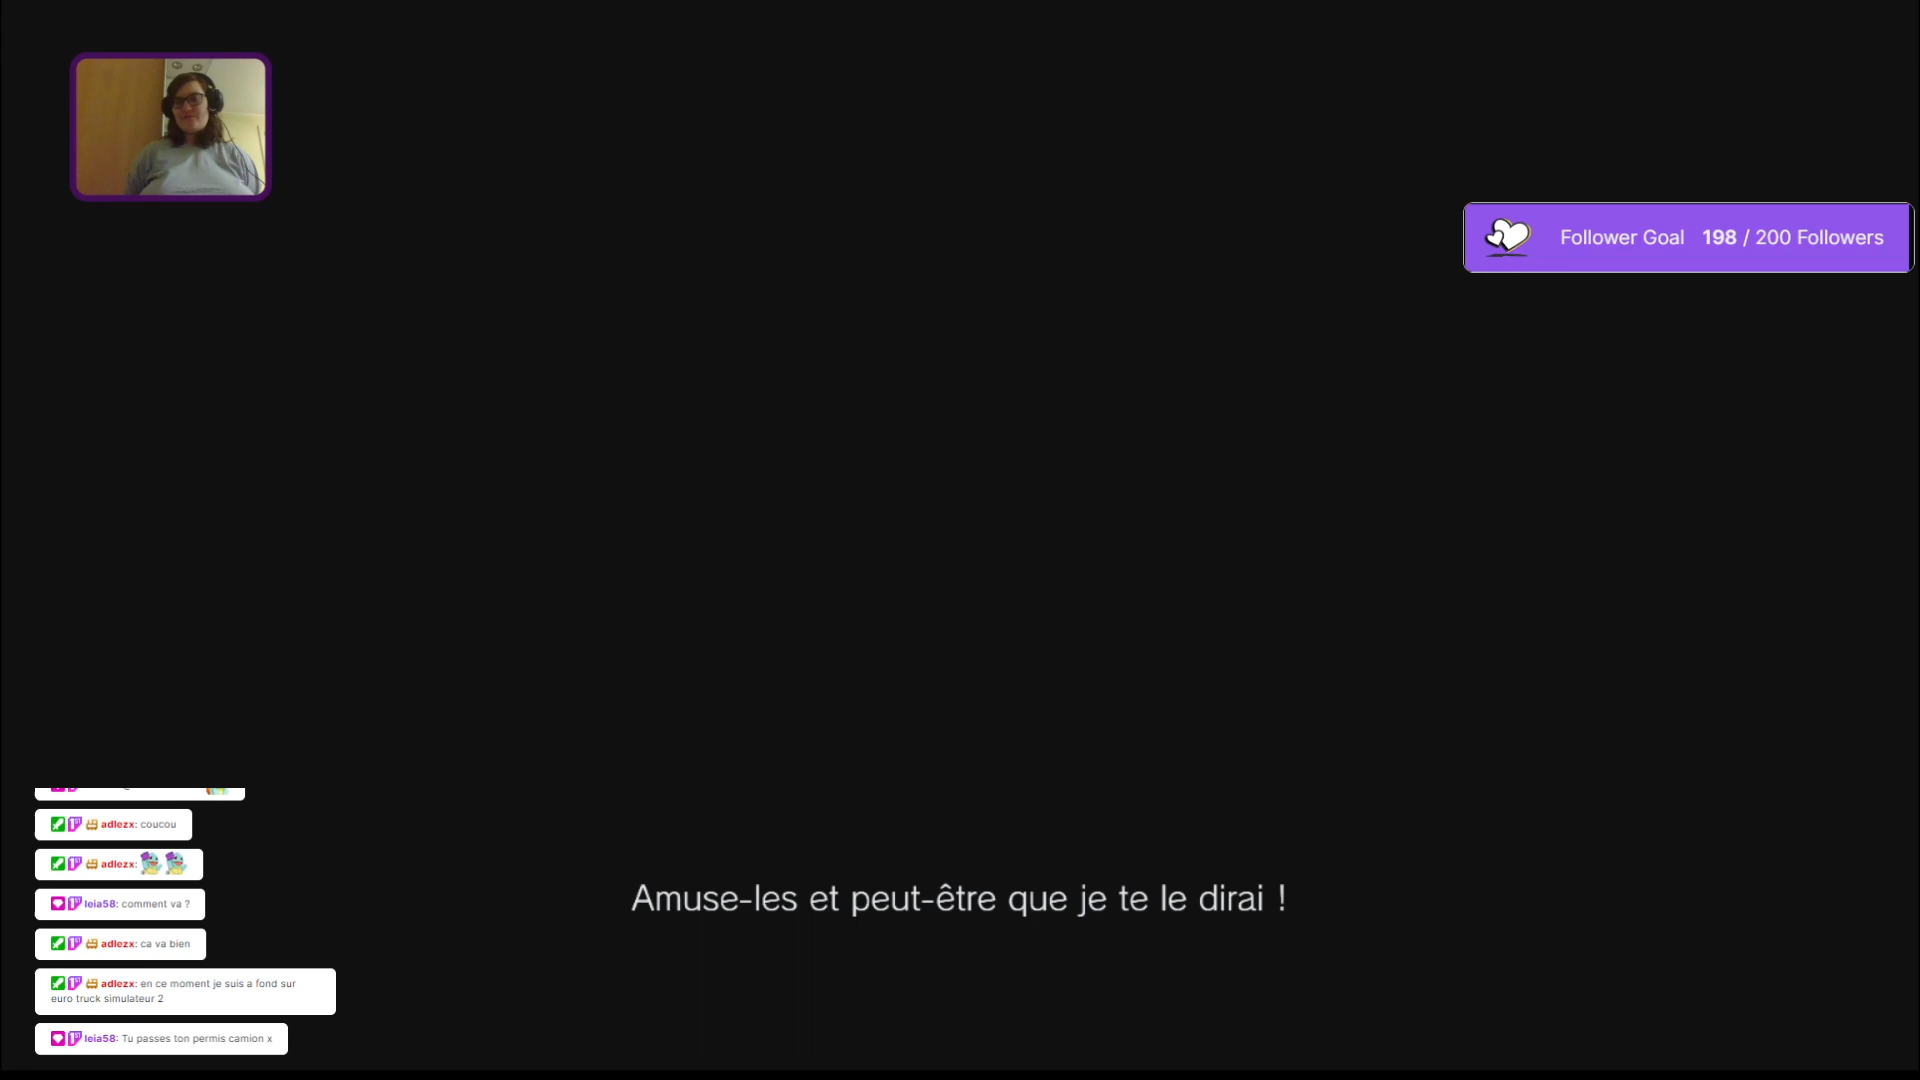 Follower Goal 198 / 200 Followers
adlezx: coucou
adlezx:
leia58: comment va ?
adlezx: ca va bien
adlezx: en ce moment je suis a fond sur
euro truck simulateur 2
leia58: Tu passes ton permis camion x
Amuse-les et peut-être que je te le dirai !